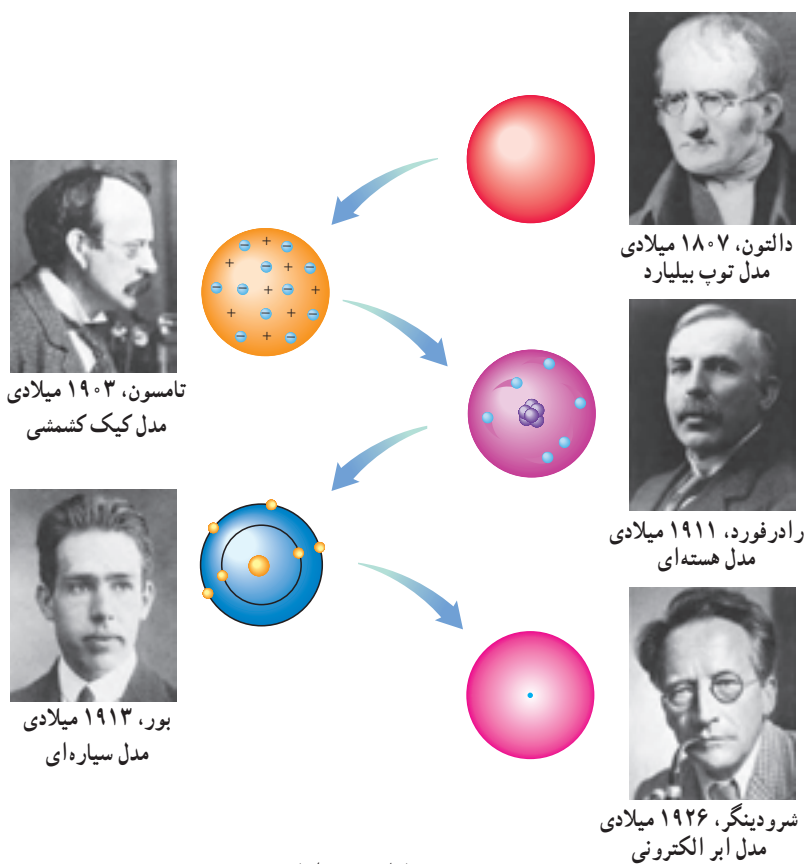 دالتون، ۱۸۰۷ میلادی
مدل توپ بیلیارد
تامسون، ۱۹۰۳ میلادی
مدل کیک کشمشی
رادرفورد، ۱۹۱۱ میلادی
مدل هسته‌ای
بور، ۱۹۱۳ میلادی
مدل سیاره‌ای
شرودینگر، ۱۹۲۶ میلادی
مدل ابر الکترونی